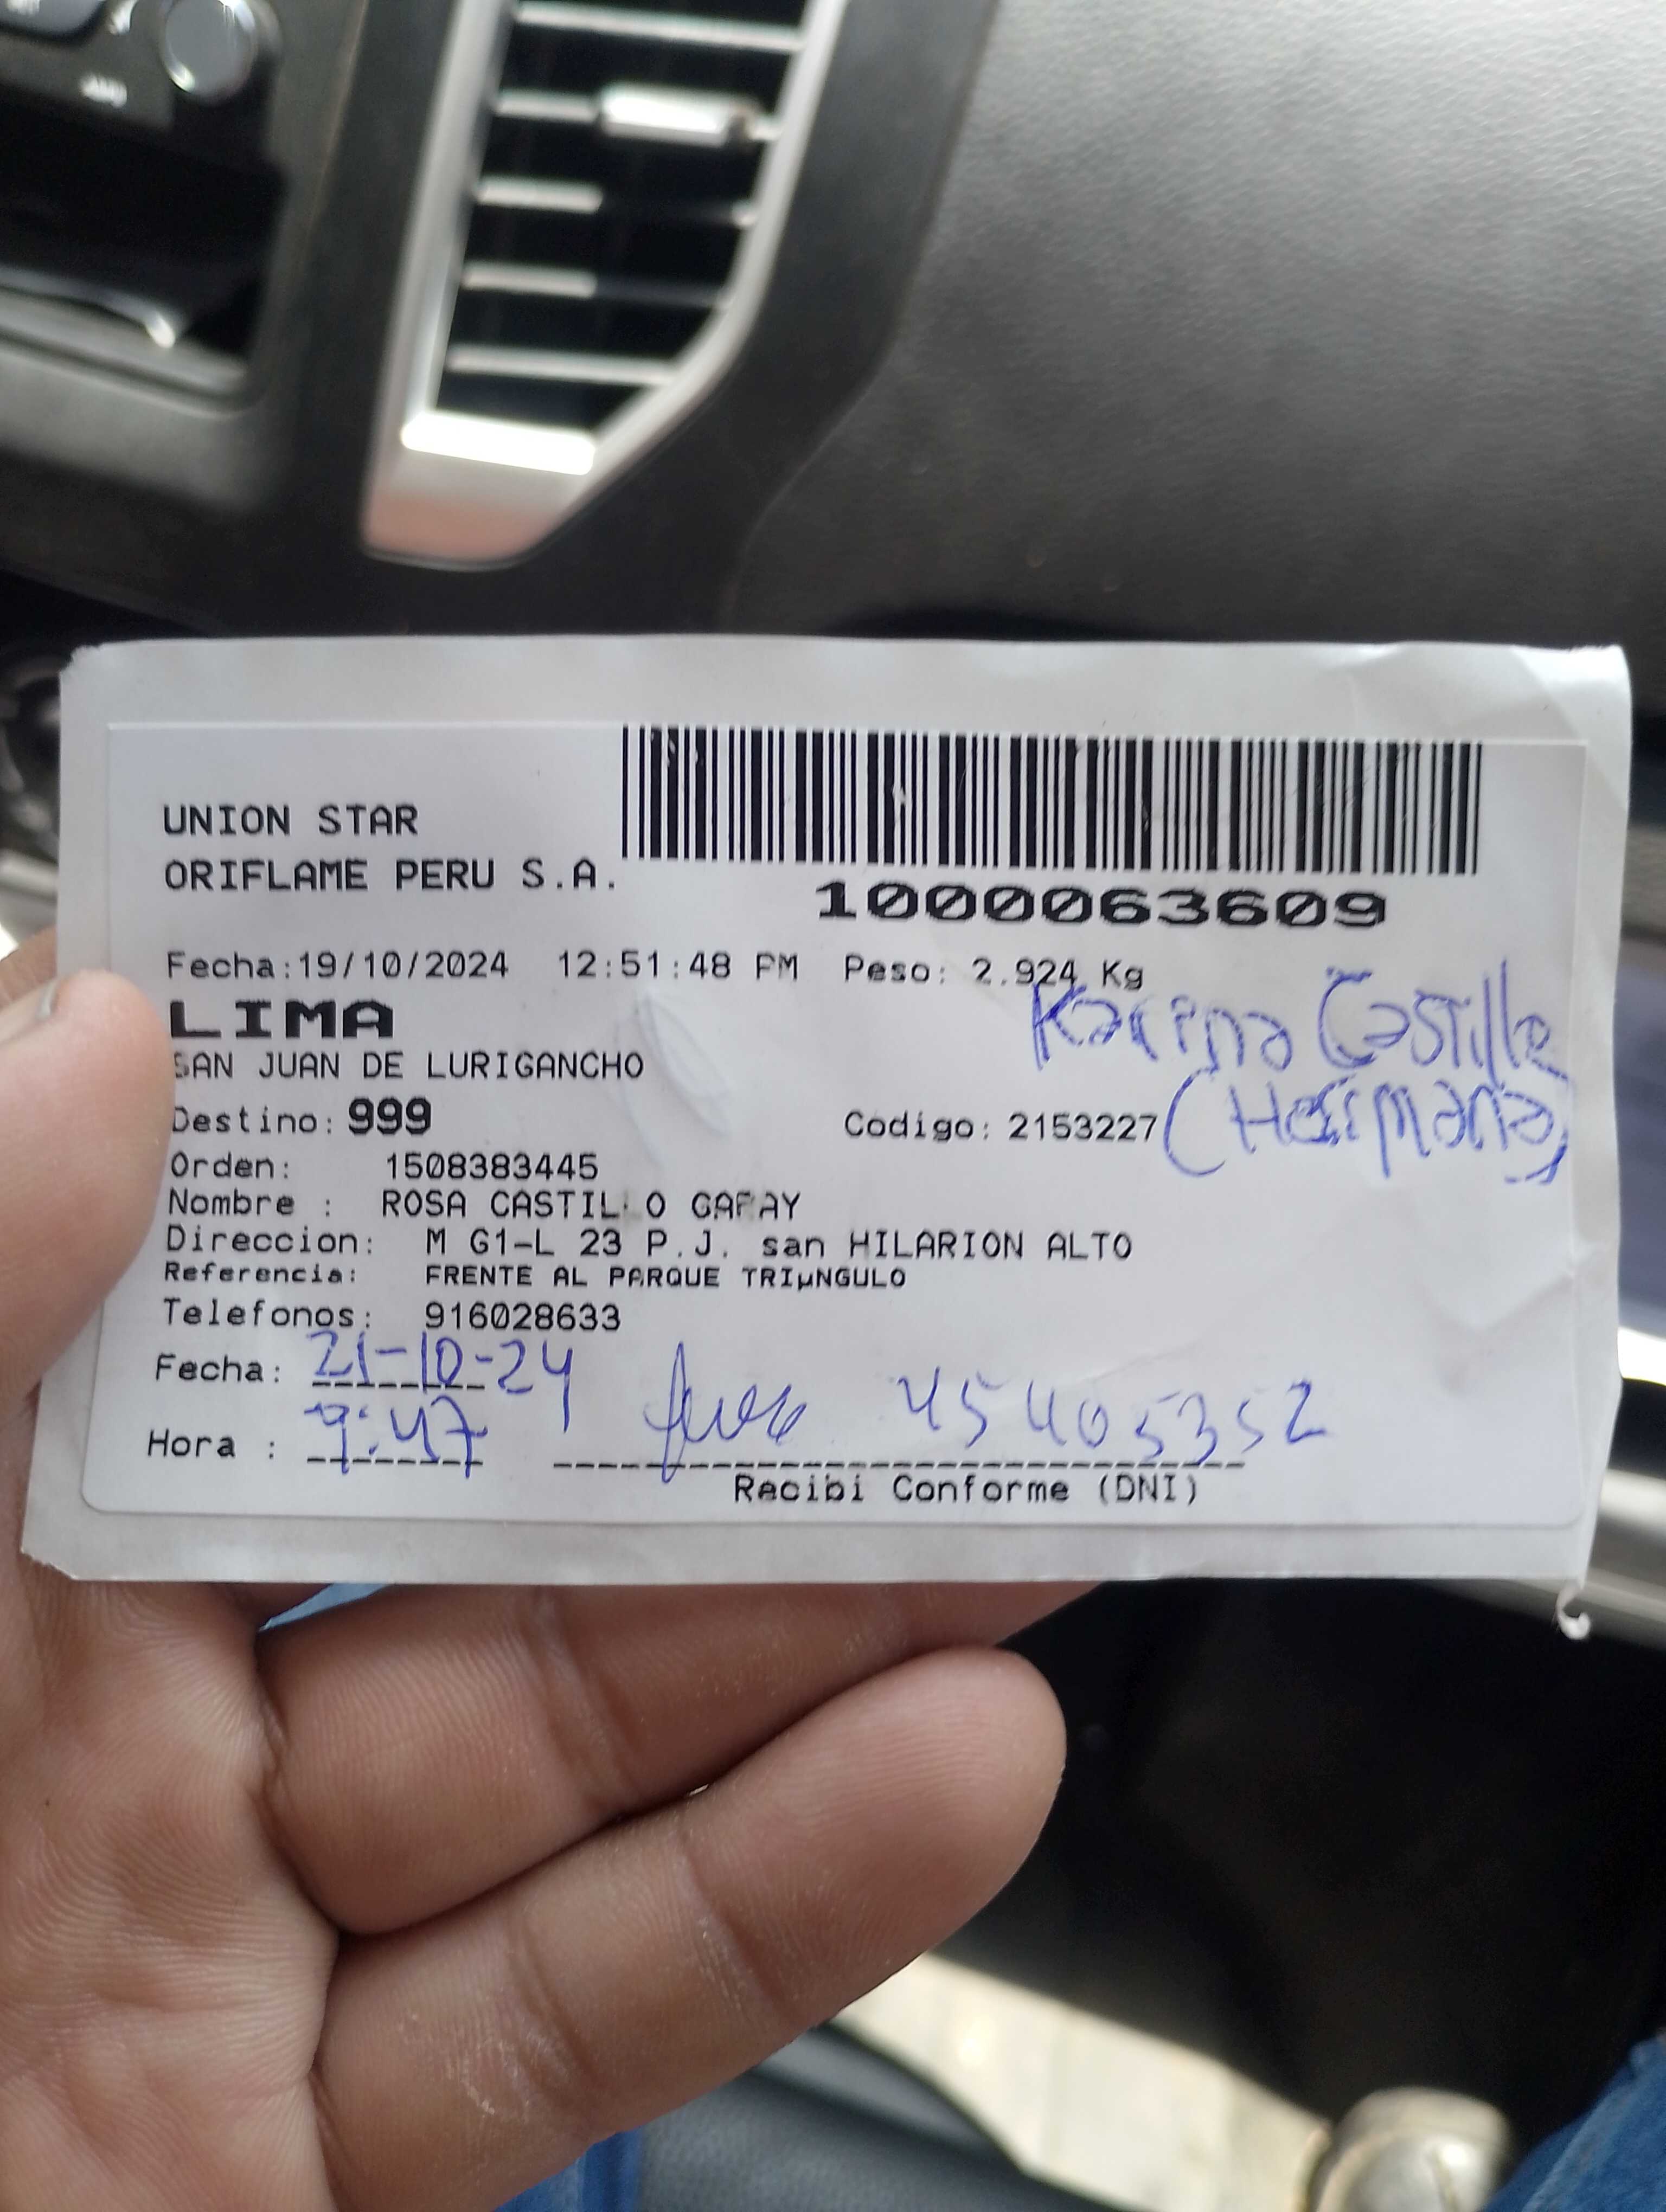 UNION STAR
ORIFLAME PERU S.A.
1000063609
Fecha:19/10/2024 12:51:48 PM Peso: 2.924 Kg
LIMA
Karina Castillo
SAN JUAN DE LURIGANCHO
Destino: 999 Codigo: 2153227 (Hermana)
Orden: 1508383445
Nombre : ROSA CASTILLO GARAY
Direccion: M G1-L 23 P.J. san HILARION ALTO
Referencia: FRENTE AL PARQUE TRIµNGULO
Telefonos: 916028633
Fecha: 21-10-24
Hora : 9:47 45405352
Recibi Conforme (DNI)